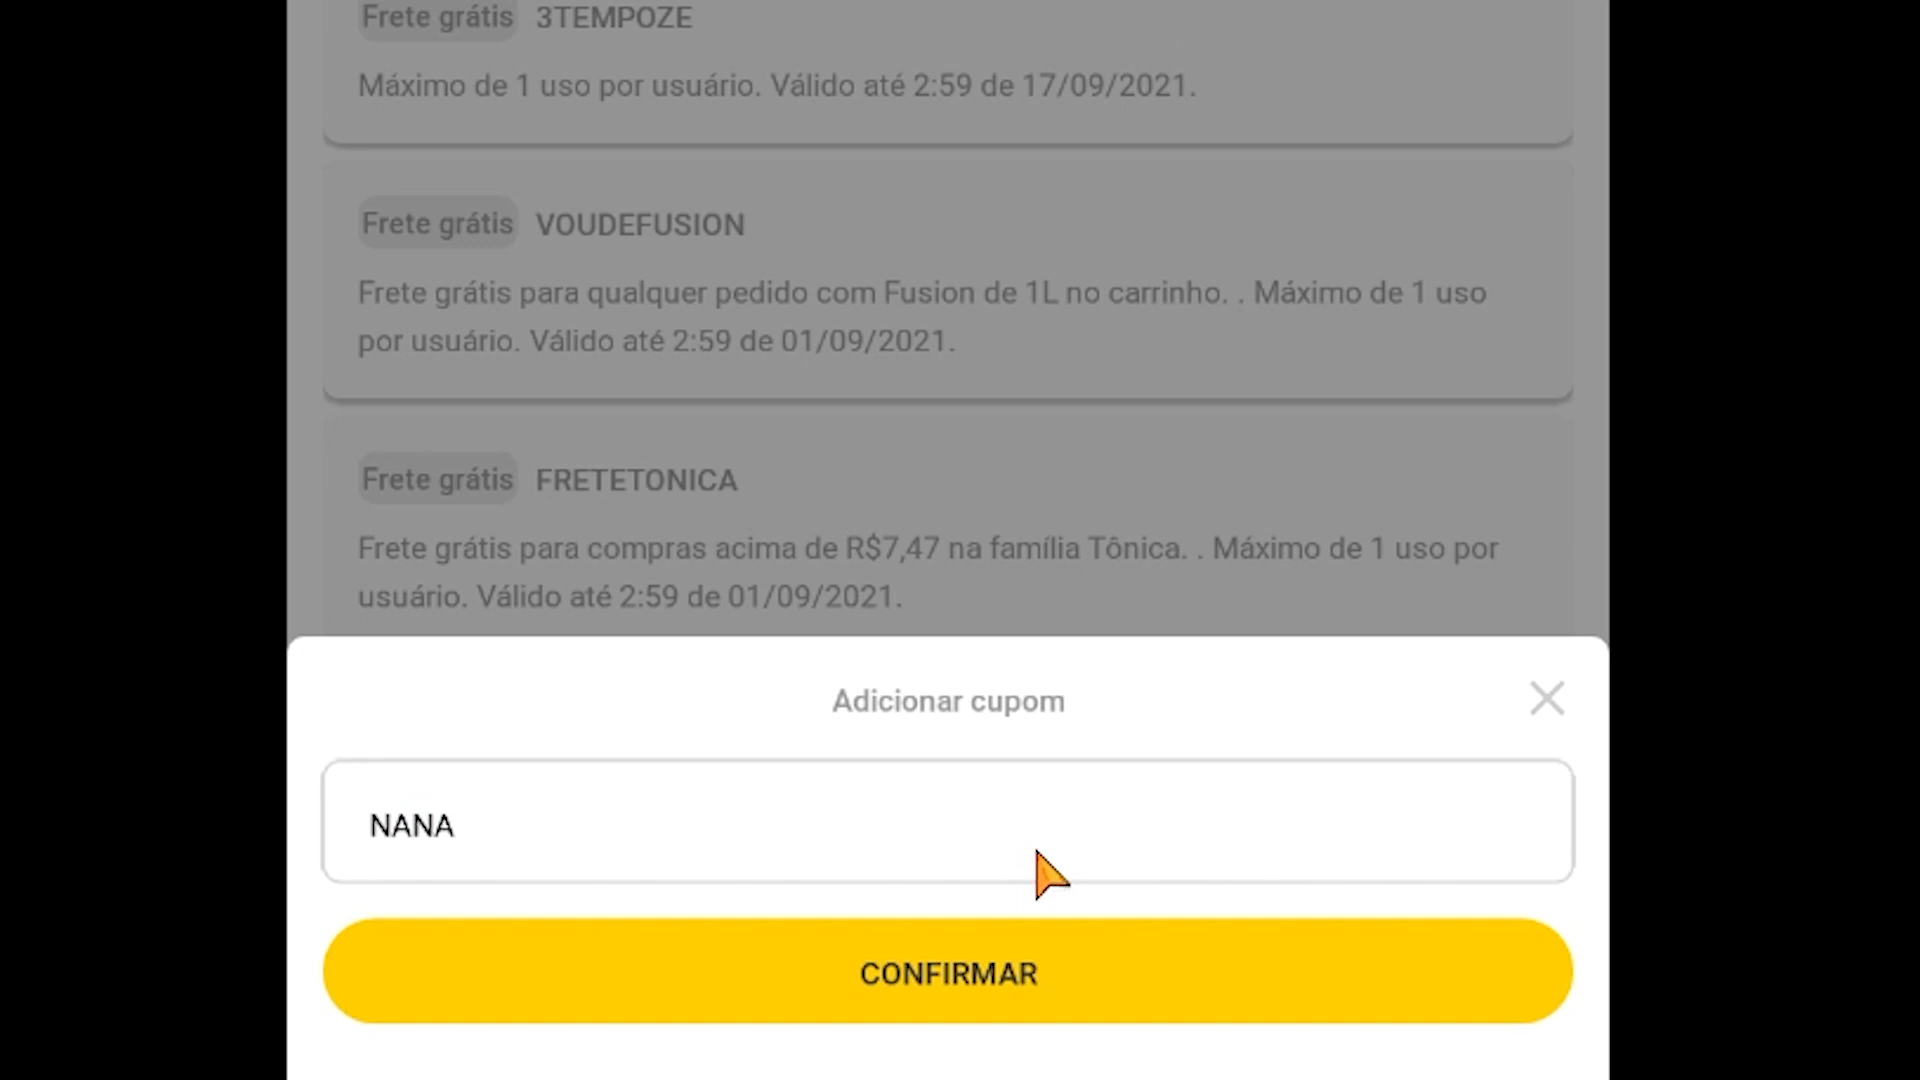 Frete grátis 3TEMPOZE
Máximo de 1 uso por usuário. Válido até 2:59 de 17/09/2021.
Frete grátis VOUDEFUSION
Frete grátis para qualquer pedido com Fusion de 1L no carrinho. . Máximo de 1 uso
por usuário. Válido até 2:59 de 01/09/2021.
Frete grátis FRETETONICA
Frete grátis para compras acima de R$7,47 na família Tônica. . Máximo de 1 uso por
usuário. Válido até 2:59 de 01/09/2021.
Adicionar cupom
NANA
CONFIRMAR